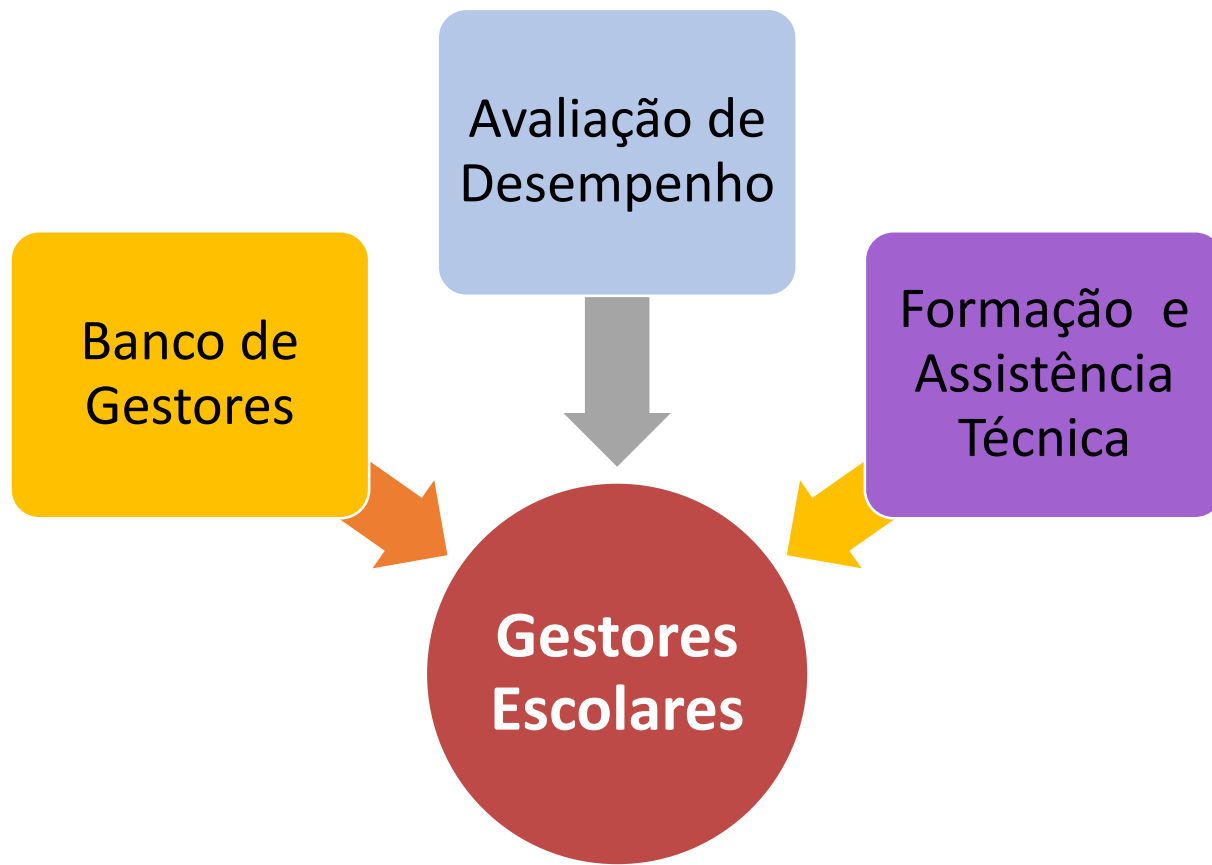 Avaliação de
Desempenho
Banco de
Gestores
Formação e
Assistência
Técnica
Gestores
Escolares